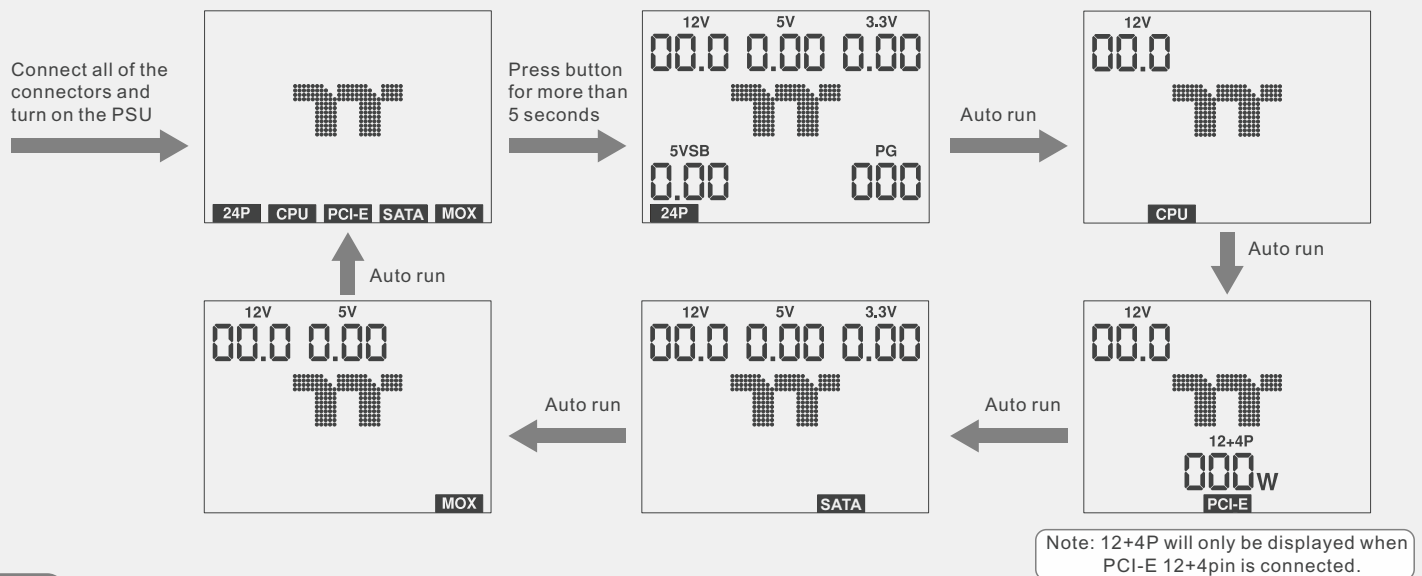 Connect all of the
connectors and
turn on the PSU
24P CPU PCI-E SATA MOX
Press button
for more than
5 seconds
12V 5V 3.3V
00.0 0.00 0.00
5VSB PG
0.00 000
24P
Auto run
12V
00.0
CPU
Auto run
12V
00.0
12+4P
000W
PCI-E
Note: 12+4P will only be displayed when
PCI-E 12+4pin is connected.
Auto run
12V 5V 3.3V
00.0 0.00 0.00
SATA
Auto run
12V 5V
00.0 0.00
MOX
Auto run